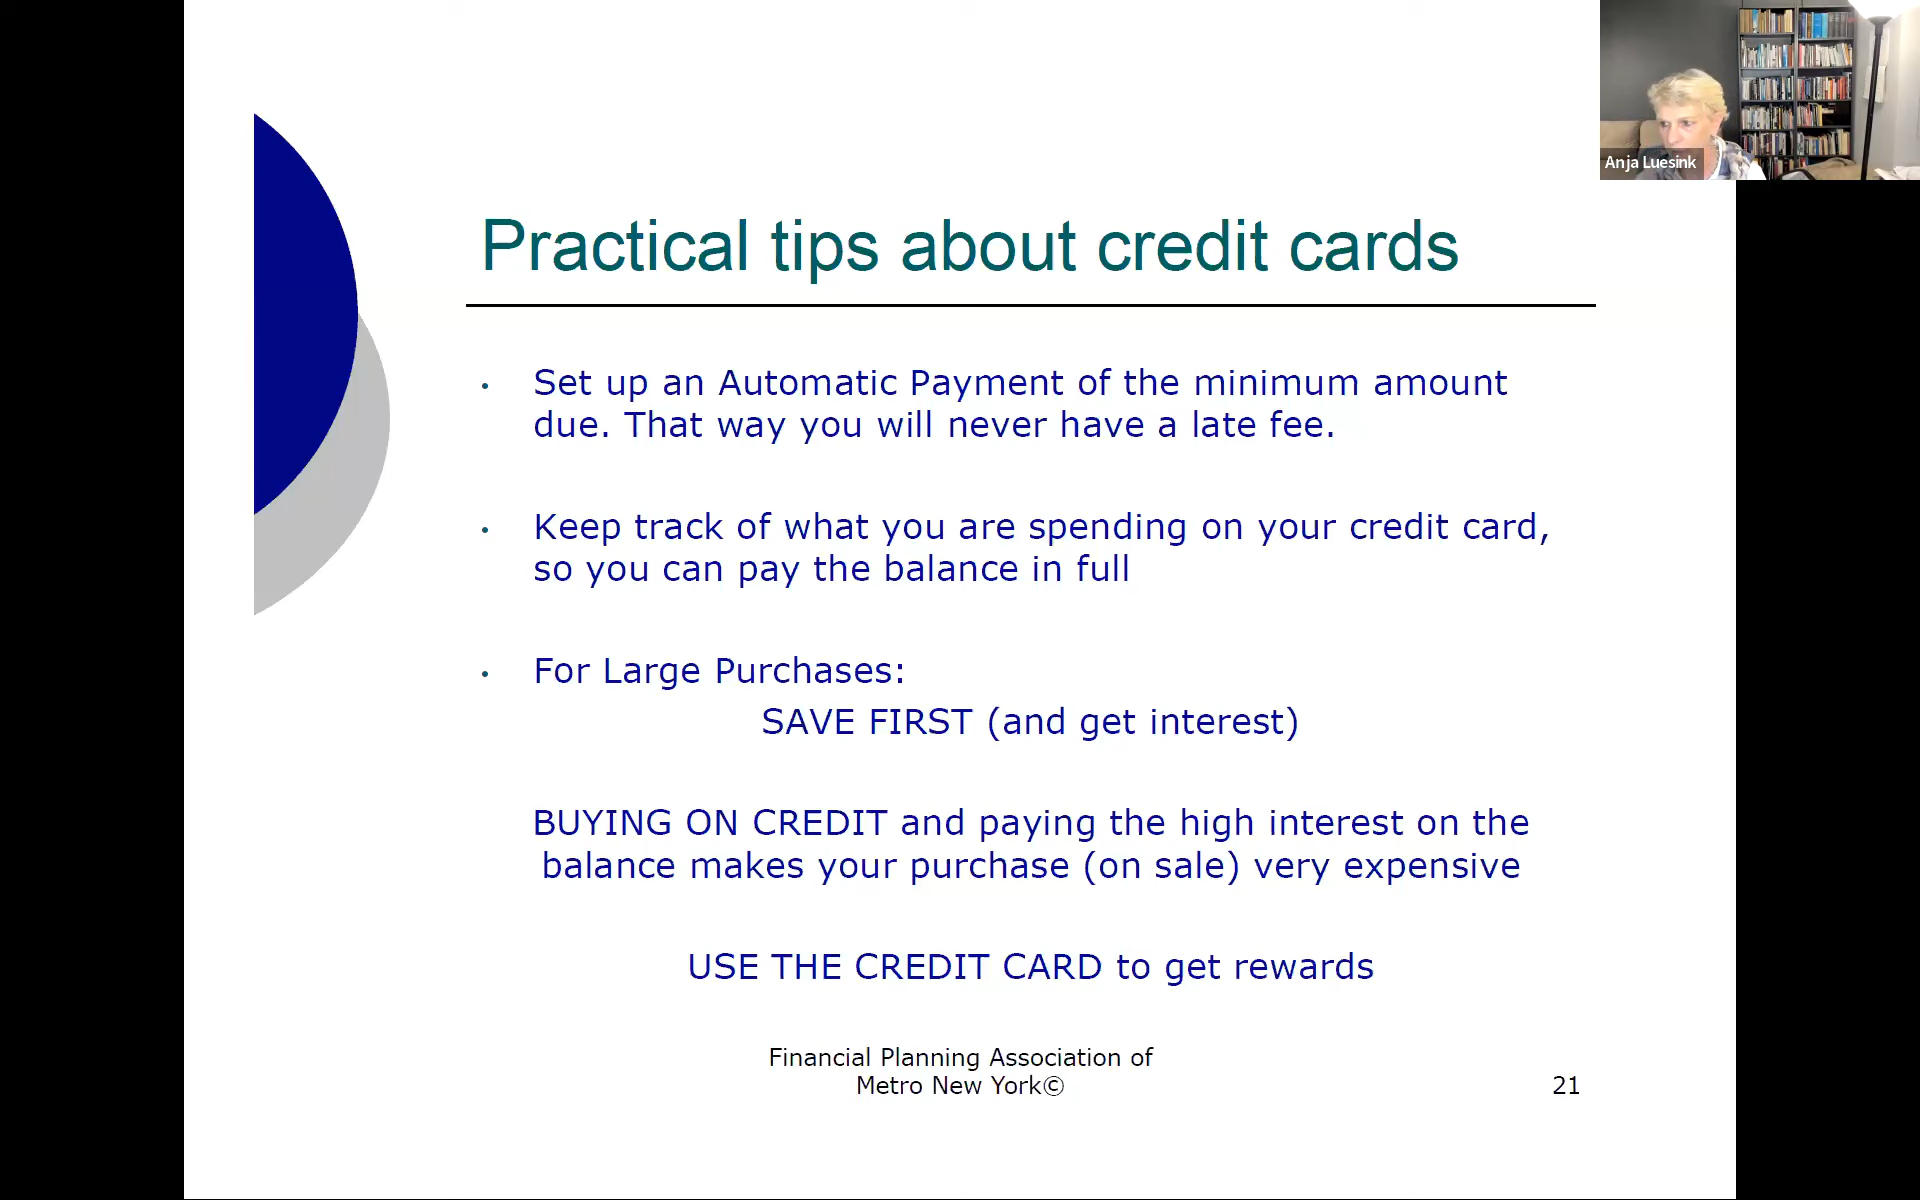 Anja Luesink
Practical tips about credit cards
• Set up an Automatic Payment of the minimum amount
due. That way you will never have a late fee.
• Keep track of what you are spending on your credit card,
so you can pay the balance in full
• For Large Purchases:
SAVE FIRST (and get interest)
BUYING ON CREDIT and paying the high interest on the
balance makes your purchase (on sale) very expensive
USE THE CREDIT CARD to get rewards
Financial Planning Association of
Metro New York©
21